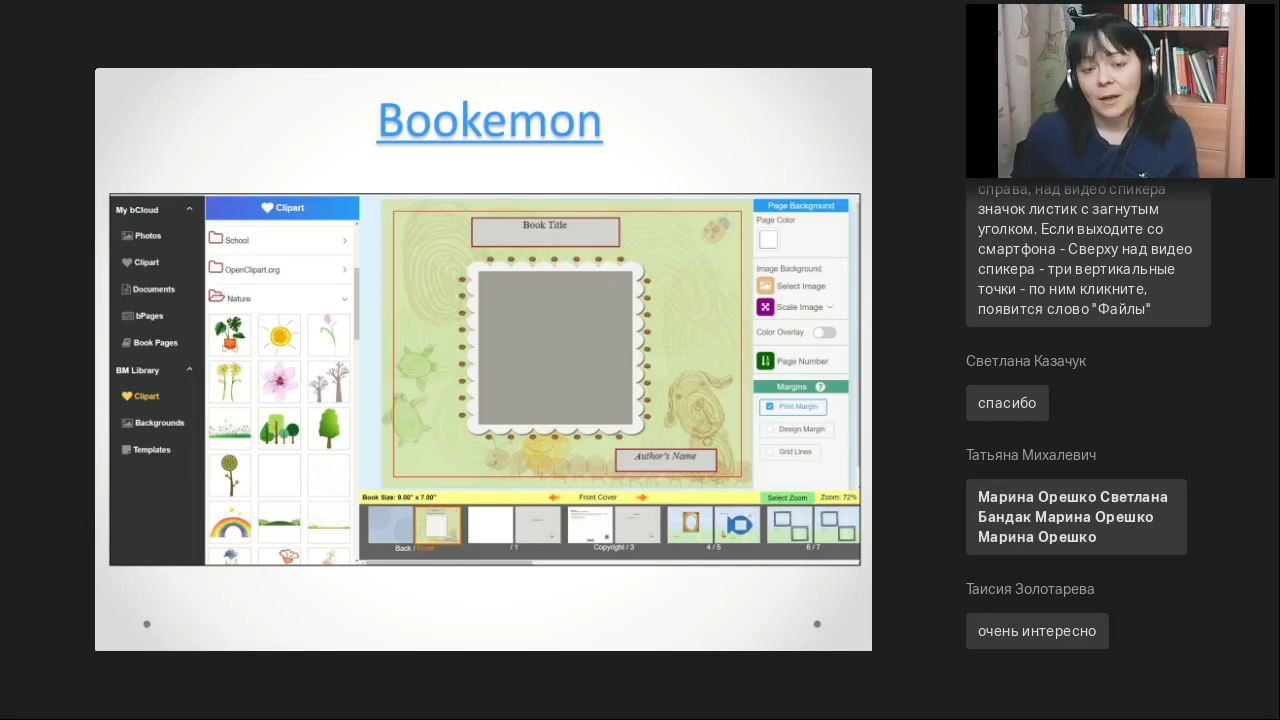 Bookemon
My bCloud
Photos
Clipart
Documents
bPages
Book Pages
BM Library
Clipart
Backgrounds
Templates
Clipart
School
OpenClipart.org
Nature
Book Title
Author's Name
Page Background
Page Color
Image Background
Select Image
Scale Image
Color Overlay
Page Number
Margins ?
Print Margin
Design Margin
Grid Lines
Book Size: 9.00" x 7.00"
Front Cover
Select Zoom
Zoom: 72%
Back / Front
/ 1
Copyright / 3
4 / 5
6 / 7
справа, над видео спикера
значок листик с загнутым
уголком. Если выходите со
смартфона - Сверху над видео
спикера - три вертикальные
точки - по ним кликните,
появится слово "Файлы"
Светлана Казачук
спасибо
Татьяна Михалевич
Марина Орешко Светлана
Бандак Марина Орешко
Марина Орешко
Таисия Золотарева
очень интересно